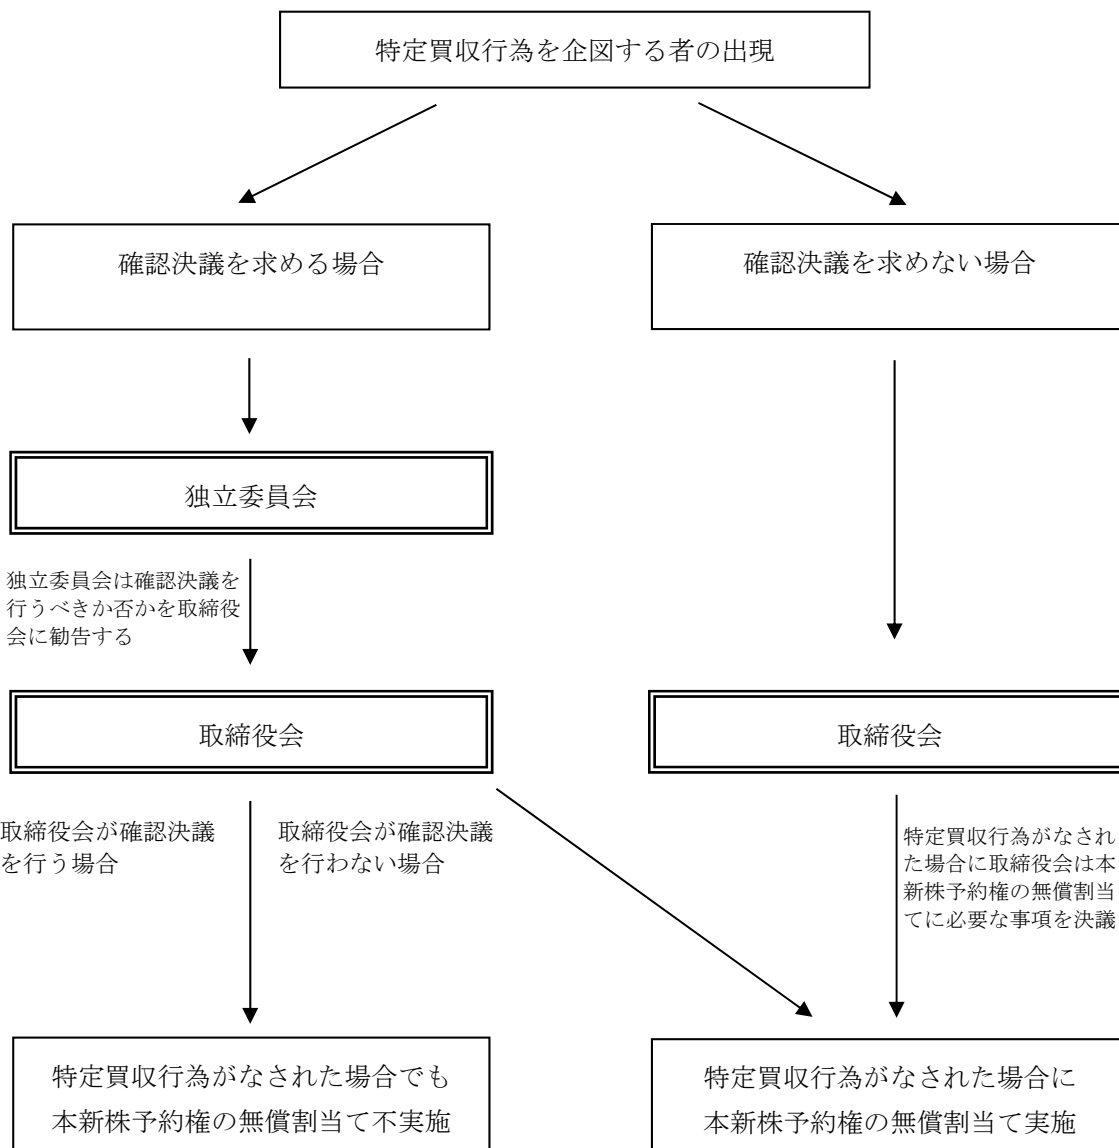 特定買収行為を企図する者の出現
確認決議を求める場合
確認決議を求めない場合
独立委員会
独立委員会は確認決議を
行うべきか否かを取締役
会に勧告する
取締役会
取締役会
取締役会が確認決議
を行う場合
取締役会が確認決議
を行わない場合
特定買収行為がなされ
た場合に取締役会は本
新株予約権の無償割当
てに必要な事項を決議
特定買収行為がなされた場合でも
本新株予約権の無償割当て不実施
特定買収行為がなされた場合に
本新株予約権の無償割当て実施